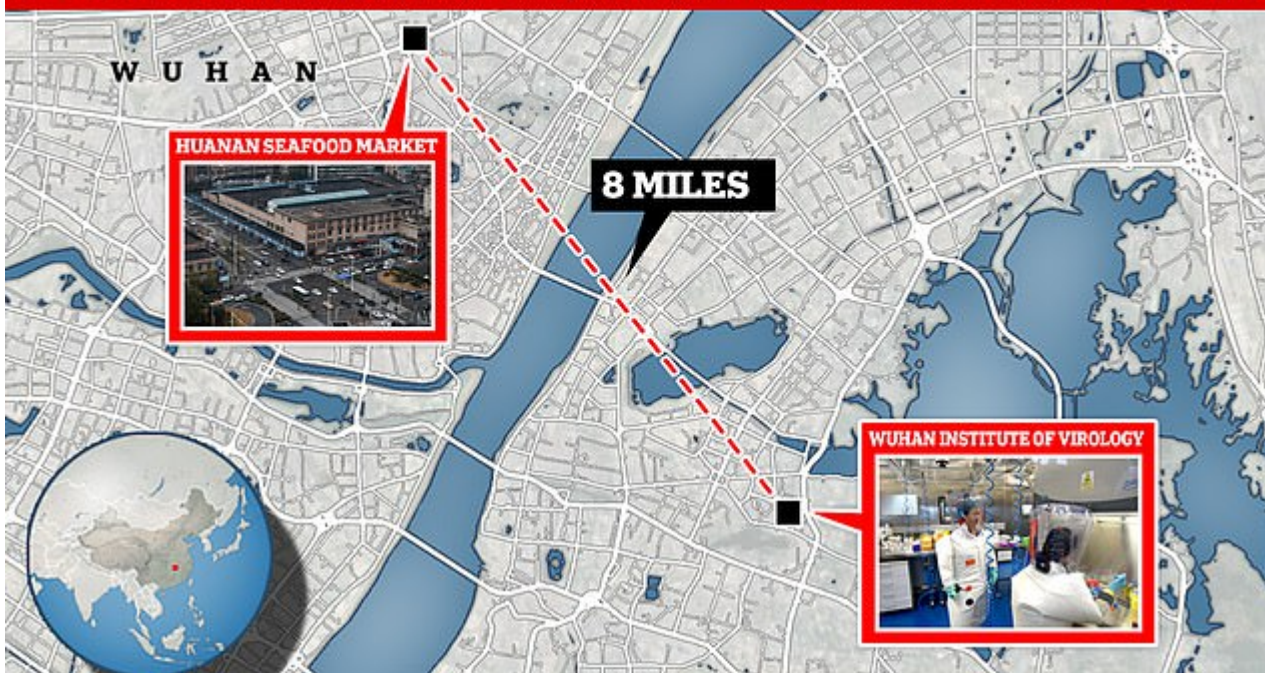 WUHAN
HUANAN SEAFOOD MARKET
8 MILES
WUHAN INSTITUTE OF VIROLOGY